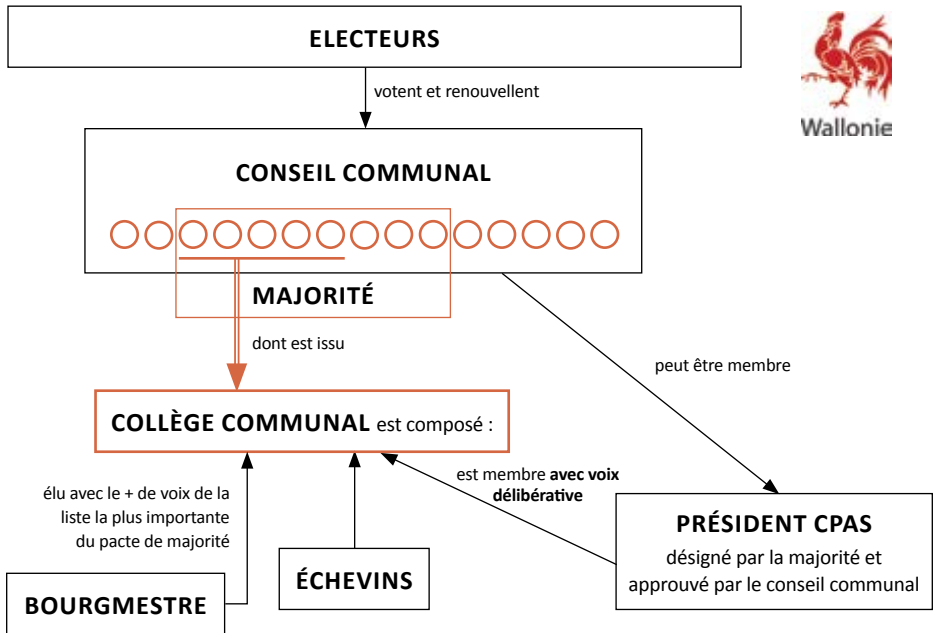 ELECTEURS
votent et renouvellent
Wallonie
CONSEIL COMMUNAL
MAJORITÉ
dont est issu
peut être membre
COLLÈGE COMMUNAL est composé :
élu avec le + de voix de la
liste la plus importante
du pacte de majorité
est membre avec voix
délibérative
PRÉSIDENT CPAS
désigné par la majorité et
approuvé par le conseil communal
ÉCHEVINS
BOURGMESTRE